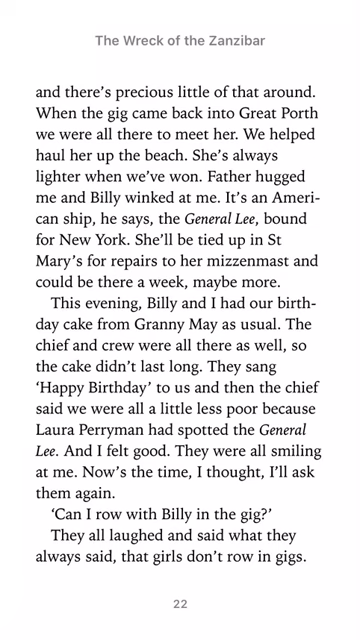 The Wreck of the Zanzibar
and there’s precious little of that around.
When the gig came back into Great Porth
we were all there to meet her. We helped
haul her up the beach. She’s always
lighter when we’ve won. Father hugged
me and Billy winked at me. It’s an Ameri-
can ship, he says, the General Lee, bound
for New York. She’ll be tied up in St
Mary’s for repairs to her mizzenmast and
could be there a week, maybe more.
This evening, Billy and I had our birth-
day cake from Granny May as usual. The
chief and crew were all there as well, so
the cake didn’t last long. They sang
‘Happy Birthday’ to us and then the chief
said we were all a little less poor because
Laura Perryman had spotted the General
Lee. And I felt good. They were all smiling
at me. Now’s the time, I thought, I’ll ask
them again.
‘Can I row with Billy in the gig?’
They all laughed and said what they
always said, that girls don’t row in gigs.
22